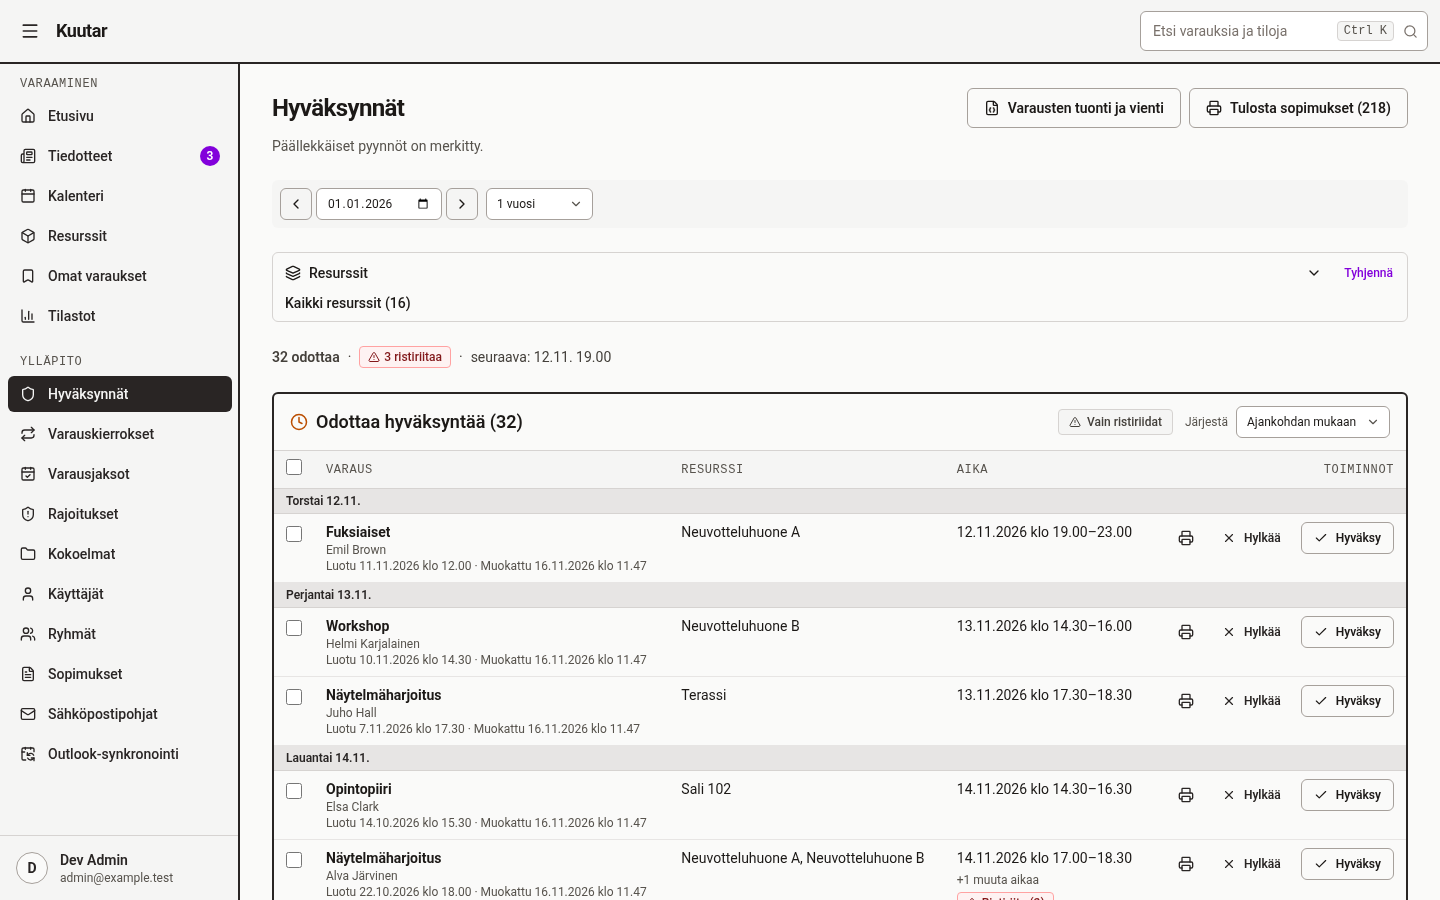 Kuutar
Etsi varauksia ja tiloja
Ctrl K
VARAAMINEN
Etusivu
Tiedotteet
3
Kalenteri
Resurssit
Omat varaukset
Tilastot
YLLÄPITO
Hyväksynnät
Varauskierrokset
Varausjaksot
Rajoitukset
Kokoelmat
Käyttäjät
Ryhmät
Sopimukset
Sähköpostipohjat
Outlook-synkronointi
D
Dev Admin
admin@example.test
Hyväksynnät
Varausten tuonti ja vienti
Tulosta sopimukset (218)
Päällekkäiset pyynnöt on merkitty.
01.01.2026
1 vuosi
Resurssit
Tyhjennä
Kaikki resurssit (16)
32 odottaa · 3 ristiriitaa · seuraava: 12.11. 19.00
Odottaa hyväksyntää (32)
Vain ristiriidat
Järjestä
Ajankohdan mukaan
VARAUS RESURSSI AIKA TOIMINNOT
Torstai 12.11.
Fuksiaiset Neuvotteluhuone A 12.11.2026 klo 19.00–23.00 Hylkää Hyväksy
Emil Brown
Luotu 11.11.2026 klo 12.00 · Muokattu 16.11.2026 klo 11.47
Perjantai 13.11.
Workshop Neuvotteluhuone B 13.11.2026 klo 14.30–16.00 Hylkää Hyväksy
Helmi Karjalainen
Luotu 10.11.2026 klo 14.30 · Muokattu 16.11.2026 klo 11.47
Näytelmäharjoitus Terassi 13.11.2026 klo 17.30–18.30 Hylkää Hyväksy
Juho Hall
Luotu 7.11.2026 klo 17.30 · Muokattu 16.11.2026 klo 11.47
Lauantai 14.11.
Opintopiiri Sali 102 14.11.2026 klo 14.30–16.30 Hylkää Hyväksy
Elsa Clark
Luotu 14.10.2026 klo 15.30 · Muokattu 16.11.2026 klo 11.47
Näytelmäharjoitus Neuvotteluhuone A, Neuvotteluhuone B 14.11.2026 klo 17.00–18.30 Hylkää Hyväksy
Alva Järvinen +1 muuta aikaa
Luotu 22.10.2026 klo 18.00 · Muokattu 16.11.2026 klo 11.47